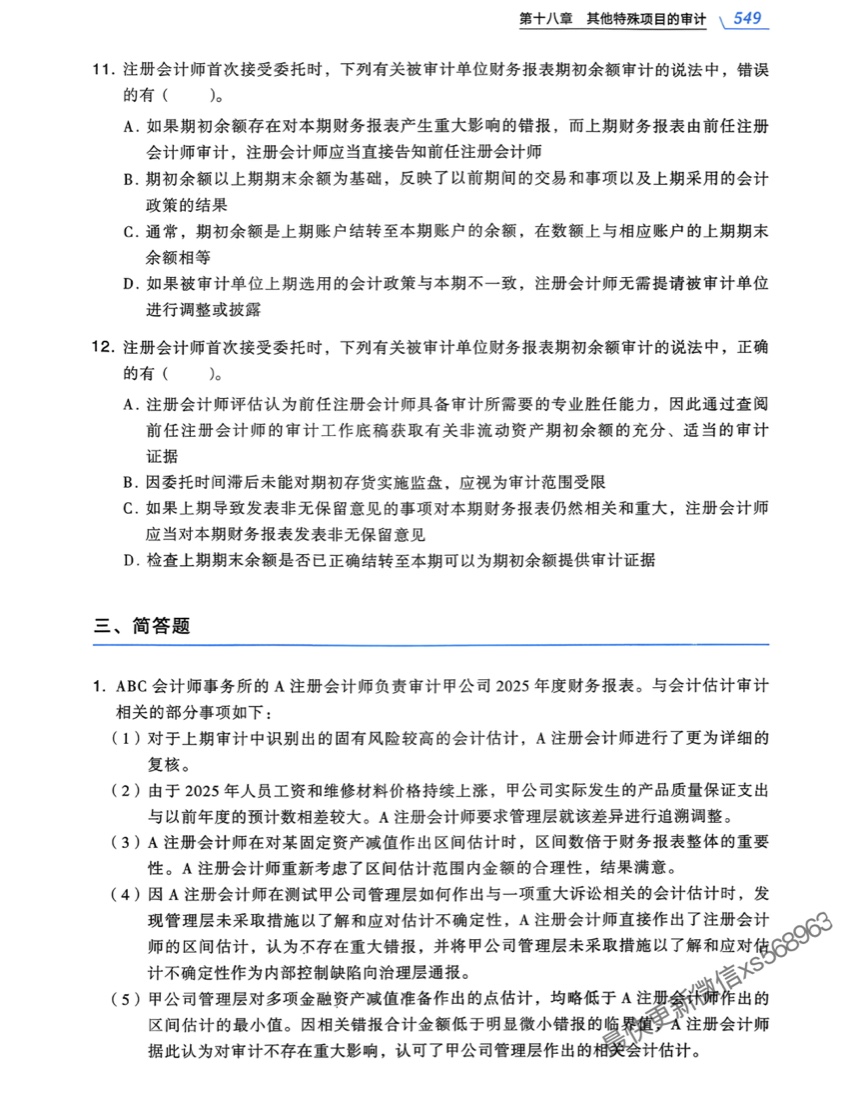 第十八章 其他特殊项目的审计 549
11. 注册会计师首次接受委托时，下列有关被审计单位财务报表期初余额审计的说法中，错误
的有（ ）。
A. 如果期初余额存在对本期财务报表产生重大影响的错报，而上期财务报表由前任注册
会计师审计，注册会计师应当直接告知前任注册会计师
B. 期初余额以上期期末余额为基础，反映了以前期间的交易和事项以及上期采用的会计
政策的结果
C. 通常，期初余额是上期账户结转至本期账户的余额，在数额上与相应账户的上期期末
余额相等
D. 如果被审计单位上期选用的会计政策与本期不一致，注册会计师无需提请被审计单位
进行调整或披露
12. 注册会计师首次接受委托时，下列有关被审计单位财务报表期初余额审计的说法中，正确
的有（ ）。
A. 注册会计师评估认为前任注册会计师具备审计所需要的专业胜任能力，因此通过查阅
前任注册会计师的审计工作底稿获取有关非流动资产期初余额的充分、适当的审计
证据
B. 因委托时间滞后未能对期初存货实施监盘，应视为审计范围受限
C. 如果上期导致发表非无保留意见的事项对本期财务报表仍然相关和重大，注册会计师
应当对本期财务报表发表非无保留意见
D. 检查上期期末余额是否已正确结转至本期可以为期初余额提供审计证据
三、简答题
1. ABC 会计师事务所的 A 注册会计师负责审计甲公司 2025 年度财务报表。与会计估计审计
相关的部分事项如下：
（1）对于上期审计中识别出的固有风险较高的会计估计，A 注册会计师进行了更为详细的
复核。
（2）由于 2025 年人员工资和维修材料价格持续上涨，甲公司实际发生的产品质量保证支出
与以前年度的预计数相差较大。A 注册会计师要求管理层就该差异进行追溯调整。
（3）A 注册会计师在对某固定资产减值作出区间估计时，区间数倍于财务报表整体的重要
性。A 注册会计师重新考虑了区间估计范围内金额的合理性，结果满意。
（4）因 A 注册会计师在测试甲公司管理层如何作出与一项重大诉讼相关的会计估计时，发
现管理层未采取措施以了解和应对估计不确定性，A 注册会计师直接作出了注册会计
师的区间估计，认为不存在重大错报，并将甲公司管理层未采取措施以了解和应对估
计不确定性作为内部控制缺陷向治理层通报。
（5）甲公司管理层对多项金融资产减值准备作出的点估计，均略低于 A 注册会计师作出的
区间估计的最小值。因相关错报合计金额低于明显微小错报的临界值，A 注册会计师
据此认为对审计不存在重大影响，认可了甲公司管理层作出的相关会计估计。
最快更新微信xs568963